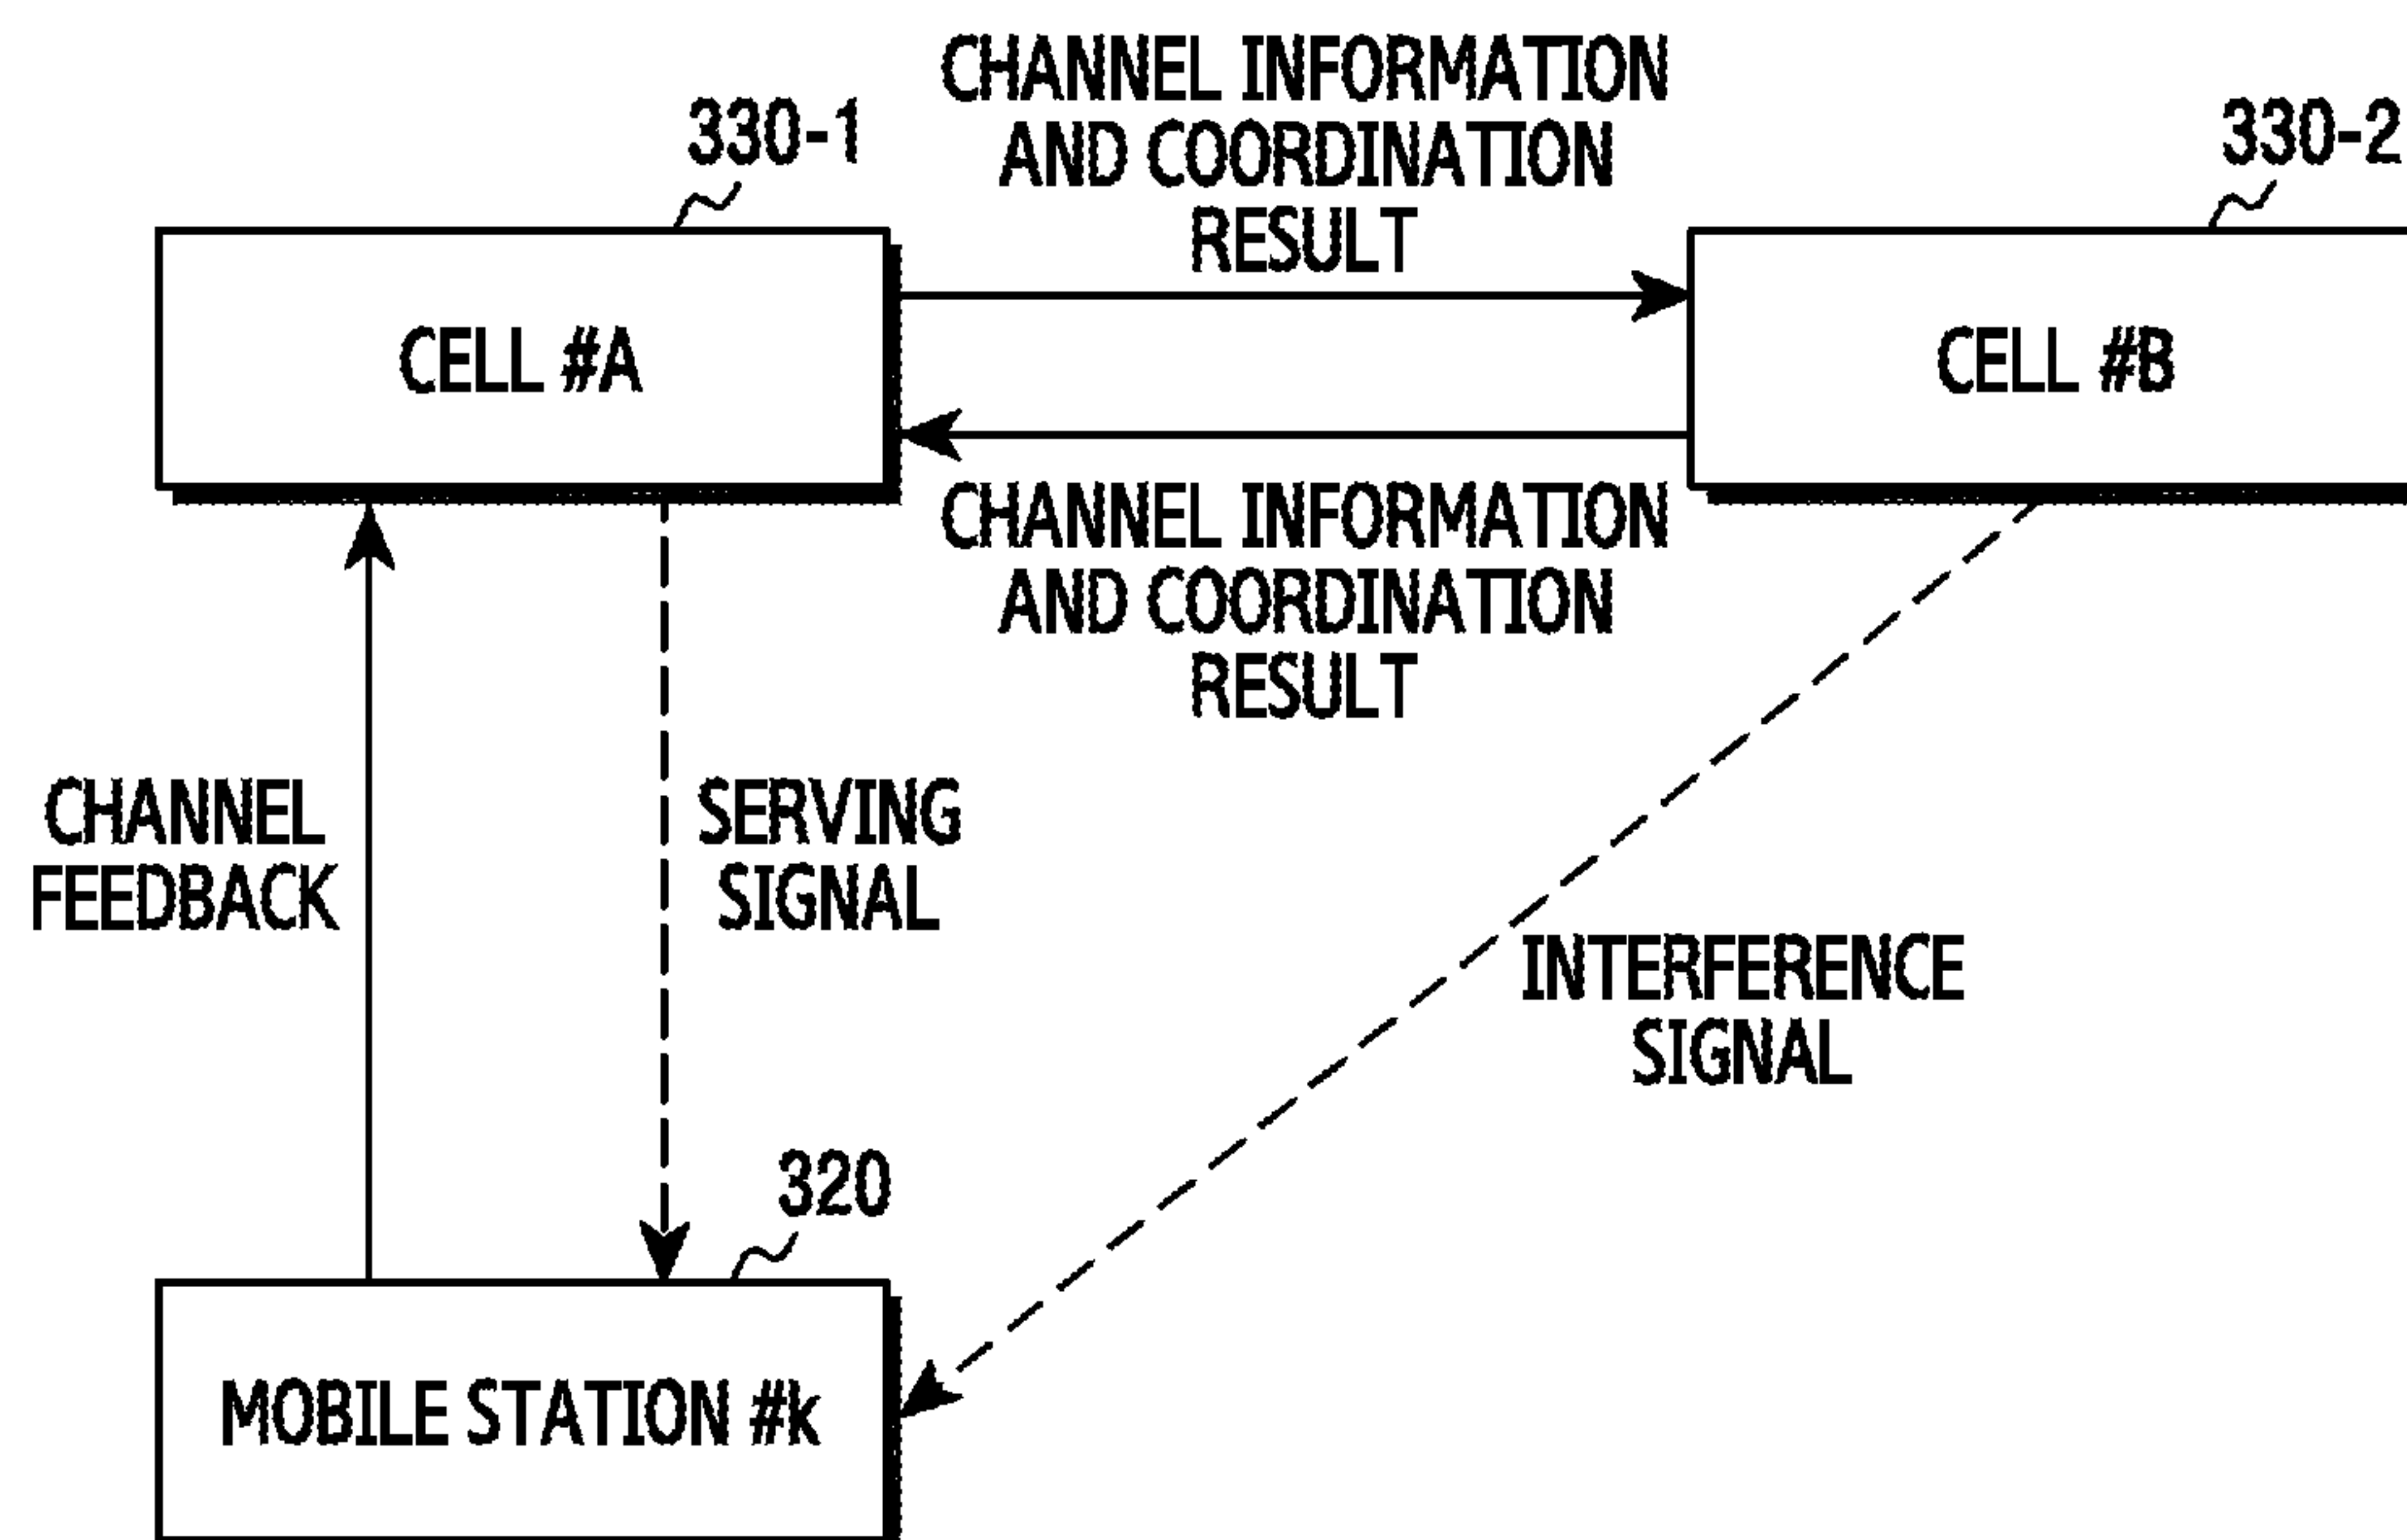 CHANNEL INFORMATION
AND COORDINATION
RESULT
330-1
330-2
CELL #A
CELL #B
CHANNEL INFORMATION
AND COORDINATION
RESULT
CHANNEL
FEEDBACK
SERVING
SIGNAL
INTERFERENCE
SIGNAL
320
MOBILE STATION #k